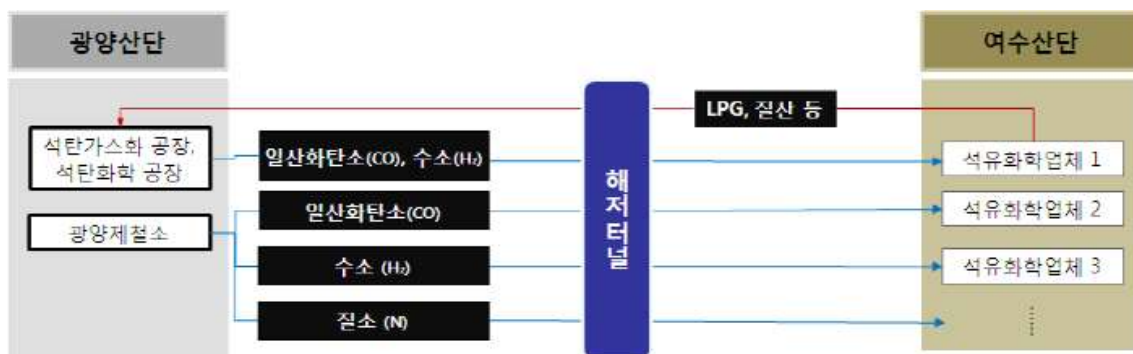 광양산단
여수산단
LPG, 질산 등
석탄가스화 공장,
석탄화학 공장
일산화탄소(CO), 수소(H₂)
해저터널
석유화학업체 1
일산화탄소(CO)
석유화학업체 2
광양제철소
수소 (H₂)
석유화학업체 3
질소 (N)